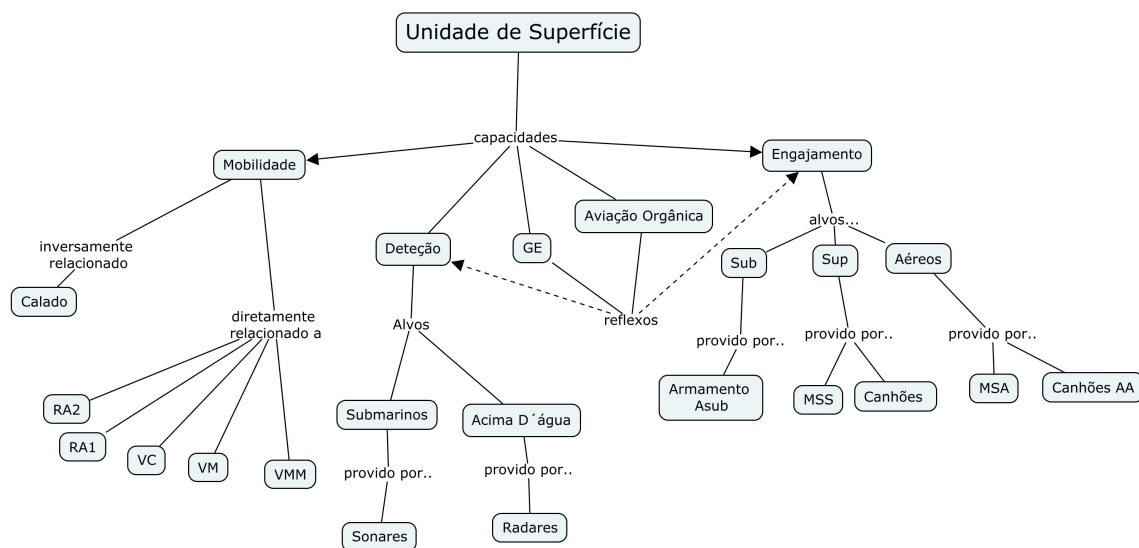 Unidade de Superfície
capacidades
Mobilidade
Engajamento
Aviação Orgânica
Deteção
GE
alvos...
Sub
Sup
Aéreos
inversamente
relacionado
Calado
diretamente
relacionado a
Alvos
reflexos
provido por..
provido por..
provido por..
RA2
RA1
VC
VM
VMM
Submarinos
Acima D´água
Armamento
Asub
MSS
Canhões
MSA
Canhões AA
provido por..
provido por..
Sonares
Radares